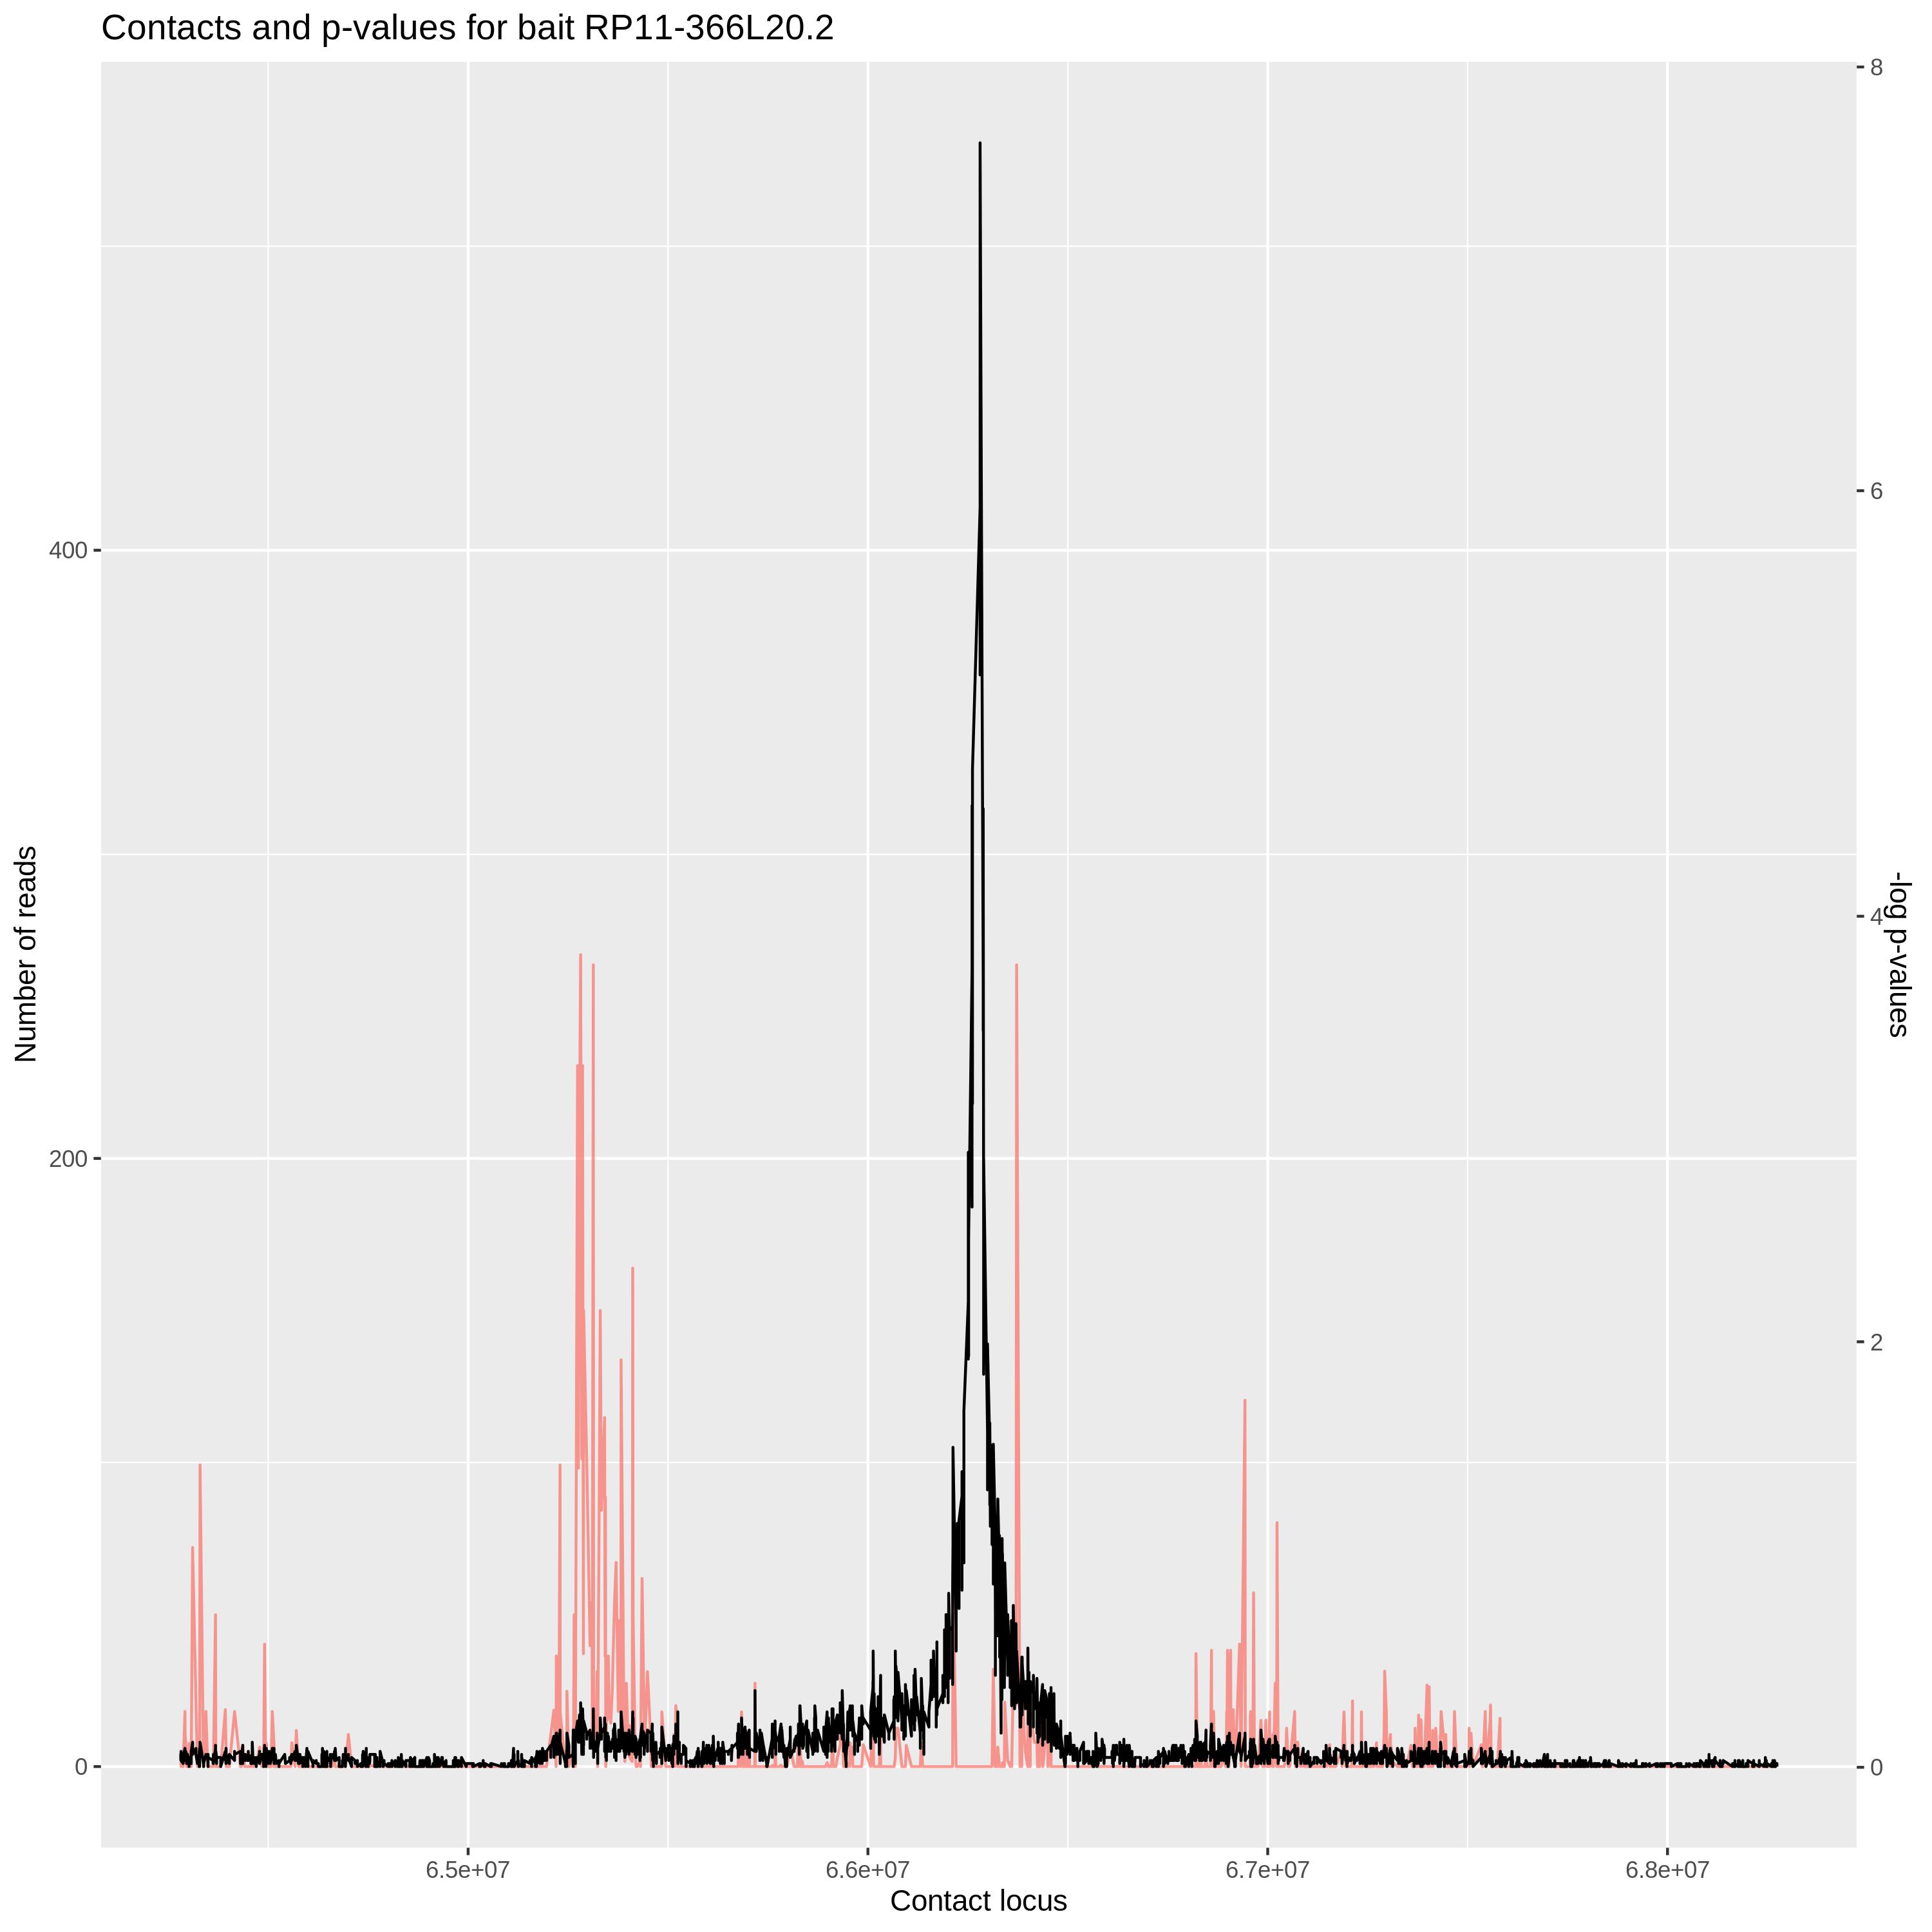 Contacts and p-values for bait RP11-366L20.2
8
6
400
4
Number of reads
-log p-values
200
2
0
0
6.5e+07
6.6e+07
6.7e+07
6.8e+07
Contact locus